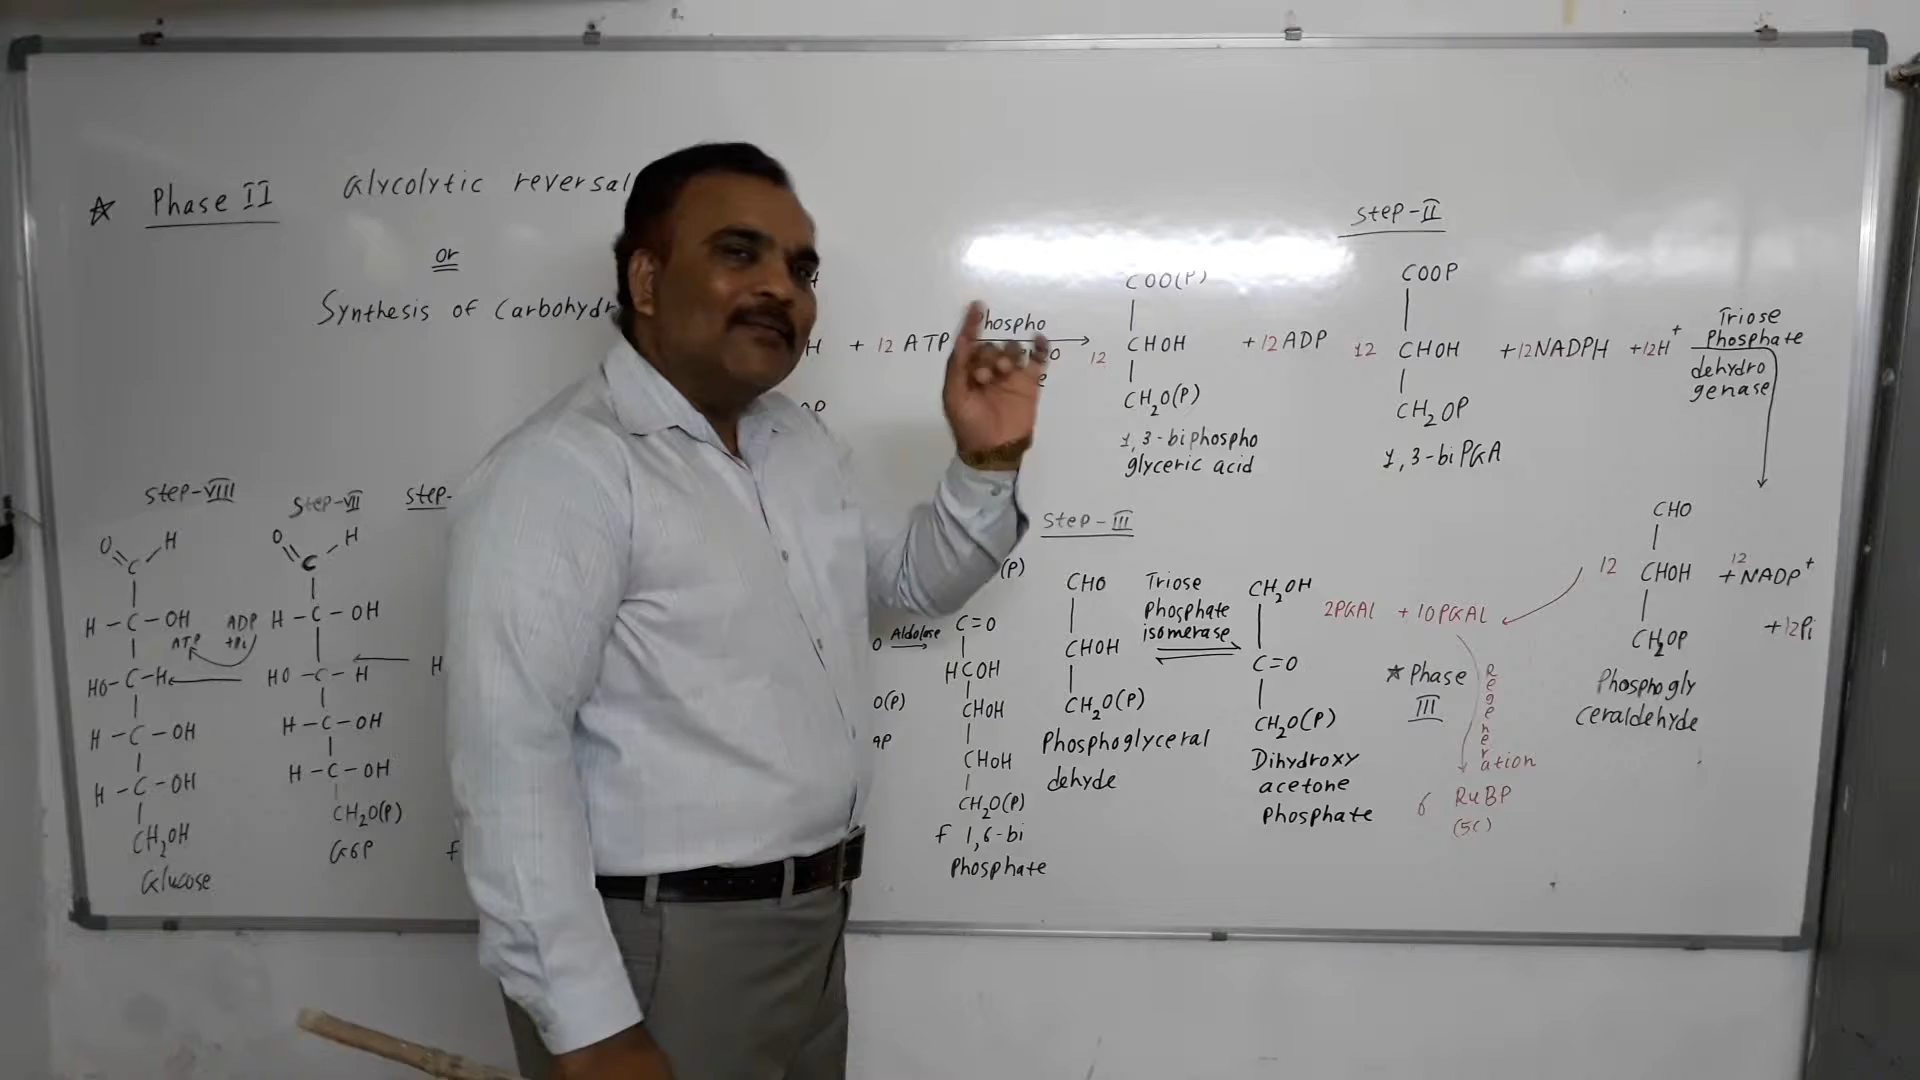 ☆ Phase II
Glycolytic reversal
or
Synthesis of Carbohydr
H + 12 ATP
Phospho
12
COO(P)
CHOH
CH₂O(P)
1,3-biphospho
glyceric acid
+ 12 ADP
Step-II
12
COOP
CHOH
CH₂OP
1,3-biPGA
+12NADPH +12H⁺
Triose
Phosphate
dehydro
genase
12
CHO
CHOH
CH₂OP
Phosphogly
ceraldehyde
+ 12 NADP⁺
+12Pi
2PGAL + 10PGAL
☆ Phase
III
Regeneration
6 RuBP
(5C)
Step-III
CHO
CHOH
CH₂O(P)
Phosphoglyceral
dehyde
Triose
Phosphate
isomerase
CH₂OH
C=O
CH₂O(P)
Dihydroxy
acetone
Phosphate
(P)
O Aldolase
O(P)
C=O
HCOH
CHOH
CHOH
CH₂O(P)
F 1,6-bi
Phosphate
Step-
Step-VII
O H
C
H-C-OH
HO-C-H
H-C-OH
H-C-OH
CH₂O(P)
G6P
ADP
+Pi
ATP
Step-VIII
O H
C
H-C-OH
HO-C-H
H-C-OH
H-C-OH
CH₂OH
Glucose